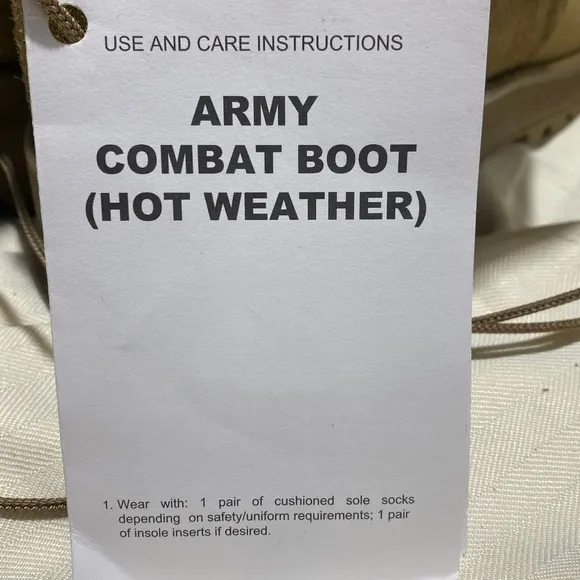 USE AND CARE INSTRUCTIONS
ARMY
COMBAT BOOT
(HOT WEATHER)
1. Wear with: 1 pair of cushioned sole socks
depending on safety/uniform requirements; 1 pair
of insole inserts if desired.